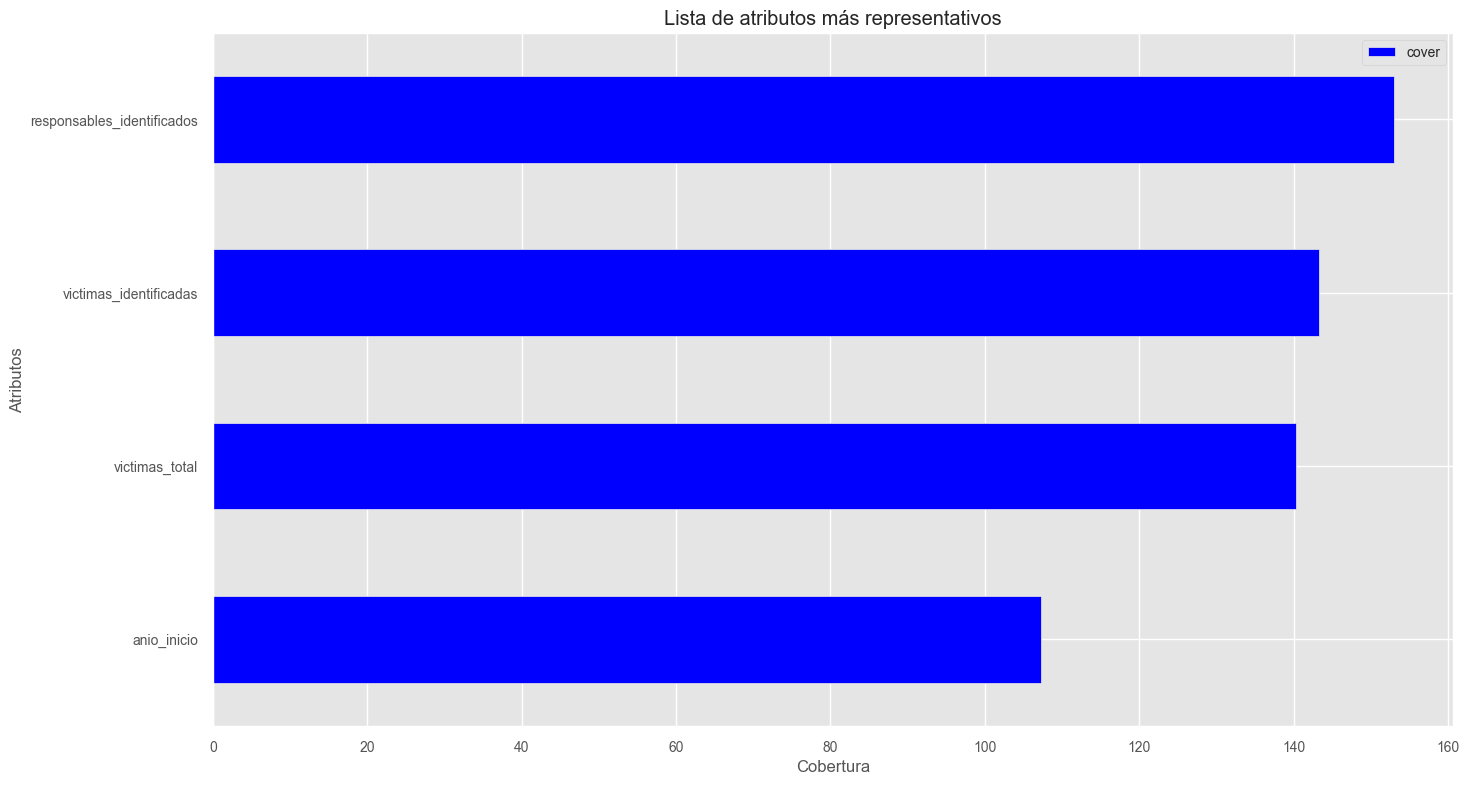 Lista de atributos más representativos
cover
responsables_identificados
victimas_identificadas
victimas_total
anio_inicio
Atributos
0 20 40 60 80 100 120 140 160
Cobertura